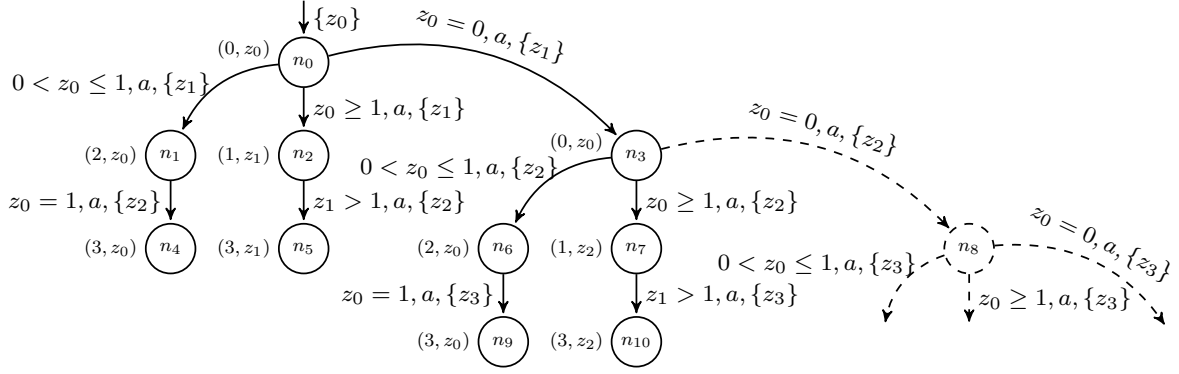 {z₀}
z₀ = 0, a, {z₁}
(0, z₀) n₀
0 < z₀ ≤ 1, a, {z₁}
z₀ ≥ 1, a, {z₁}
z₀ = 0, a, {z₂}
(2, z₀) n₁
(1, z₁) n₂
(0, z₀) n₃
0 < z₀ ≤ 1, a, {z₂}
z₀ = 1, a, {z₂}
z₁ > 1, a, {z₂}
z₀ ≥ 1, a, {z₂}
z₀ = 0, a, {z₃}
(3, z₀) n₄
(3, z₁) n₅
(2, z₀) n₆
(1, z₂) n₇
n₈
0 < z₀ ≤ 1, a, {z₃}
z₀ = 1, a, {z₃}
z₁ > 1, a, {z₃}
z₀ ≥ 1, a, {z₃}
(3, z₀) n₉
(3, z₂) n₁₀